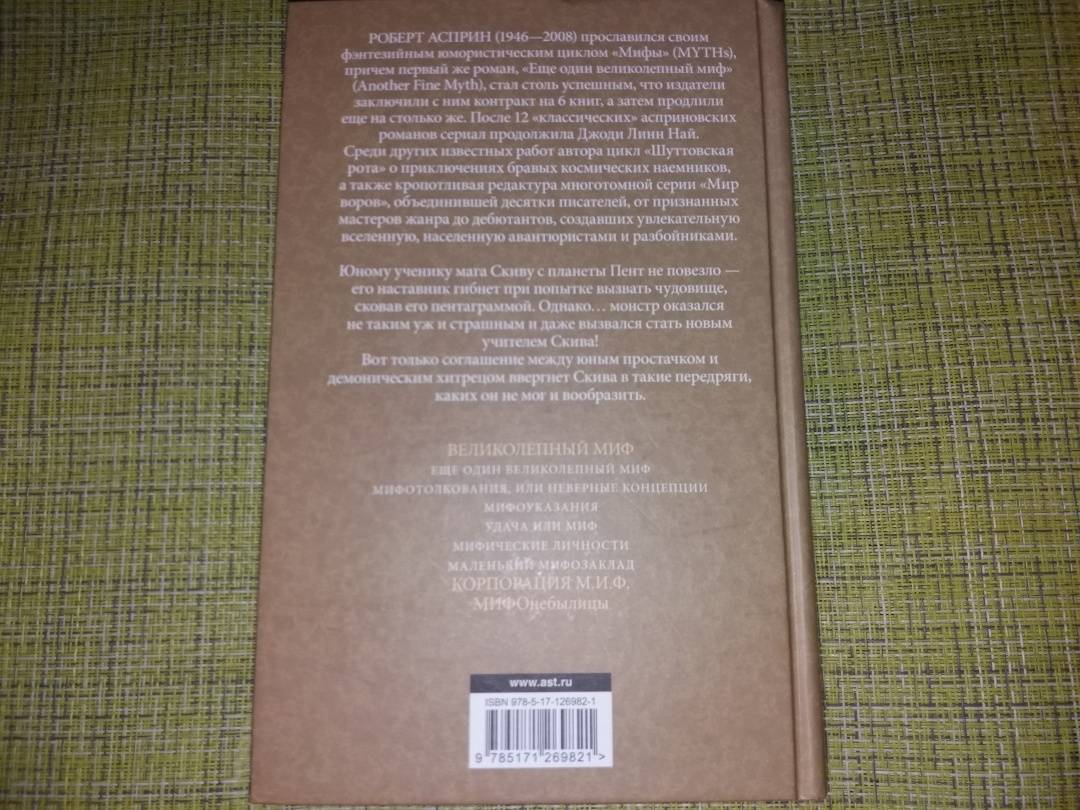 РОБЕРТ АСПРИН (1946—2008) прославился своим
фэнтезийным юмористическим циклом «Мифы» (MYTHs),
причем первый же роман, «Еще один великолепный миф»
(Another Fine Myth), стал столь успешным, что издатели
заключили с ним контракт на 6 книг, а затем продлили
еще на столько же. После 12 «классических» асприновских
романов сериал продолжила Джоди Линн Най.
Среди других известных работ автора цикл «Шуттовская
рота» о приключениях бравых космических наемников,
а также кропотливая редактура многотомной серии «Мир
воров», объединившей десятки писателей, от признанных
мастеров жанра до дебютантов, создавших увлекательную
вселенную, населенную авантюристами и разбойниками.
Юному ученику мага Скиву с планеты Пент не повезло —
его наставник гибнет при попытке вызвать чудовище,
сковав его пентаграммой. Однако… монстр оказался
не таким уж и страшным и даже вызвался стать новым
учителем Скива!
Вот только соглашение между юным простачком и
демоническим хитрецом ввергнет Скива в такие передряги,
каких он не мог и вообразить.
ВЕЛИКОЛЕПНЫЙ МИФ
ЕЩЕ ОДИН ВЕЛИКОЛЕПНЫЙ МИФ
МИФОТОЛКОВАНИЯ, ИЛИ НЕВЕРНЫЕ КОНЦЕПЦИИ
МИФОУКАЗАНИЯ
УДАЧА ИЛИ МИФ
МИФИЧЕСКИЕ ЛИЧНОСТИ
МАЛЕНЬКИЙ МИФОЗАКЛАД
КОРПОРАЦИЯ М.И.Ф.
МИФОнебылицы
www.ast.ru
ISBN 978-5-17-126982-1
9 785171 269821 >